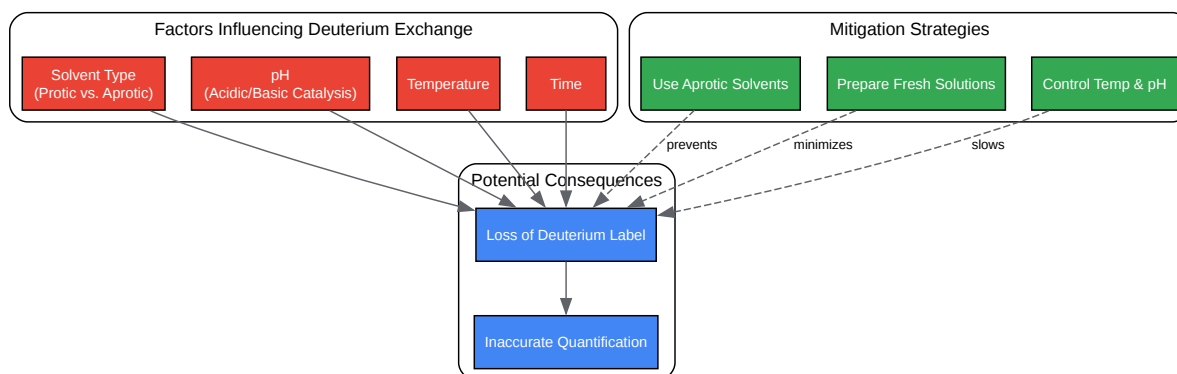 Factors Influencing Deuterium Exchange
Mitigation Strategies
Solvent Type
(Protic vs. Aprotic)
pH
(Acidic/Basic Catalysis)
Temperature
Time
Use Aprotic Solvents
Prepare Fresh Solutions
Control Temp & pH
prevents
minimizes
slows
Potential Consequences
Loss of Deuterium Label
Inaccurate Quantification